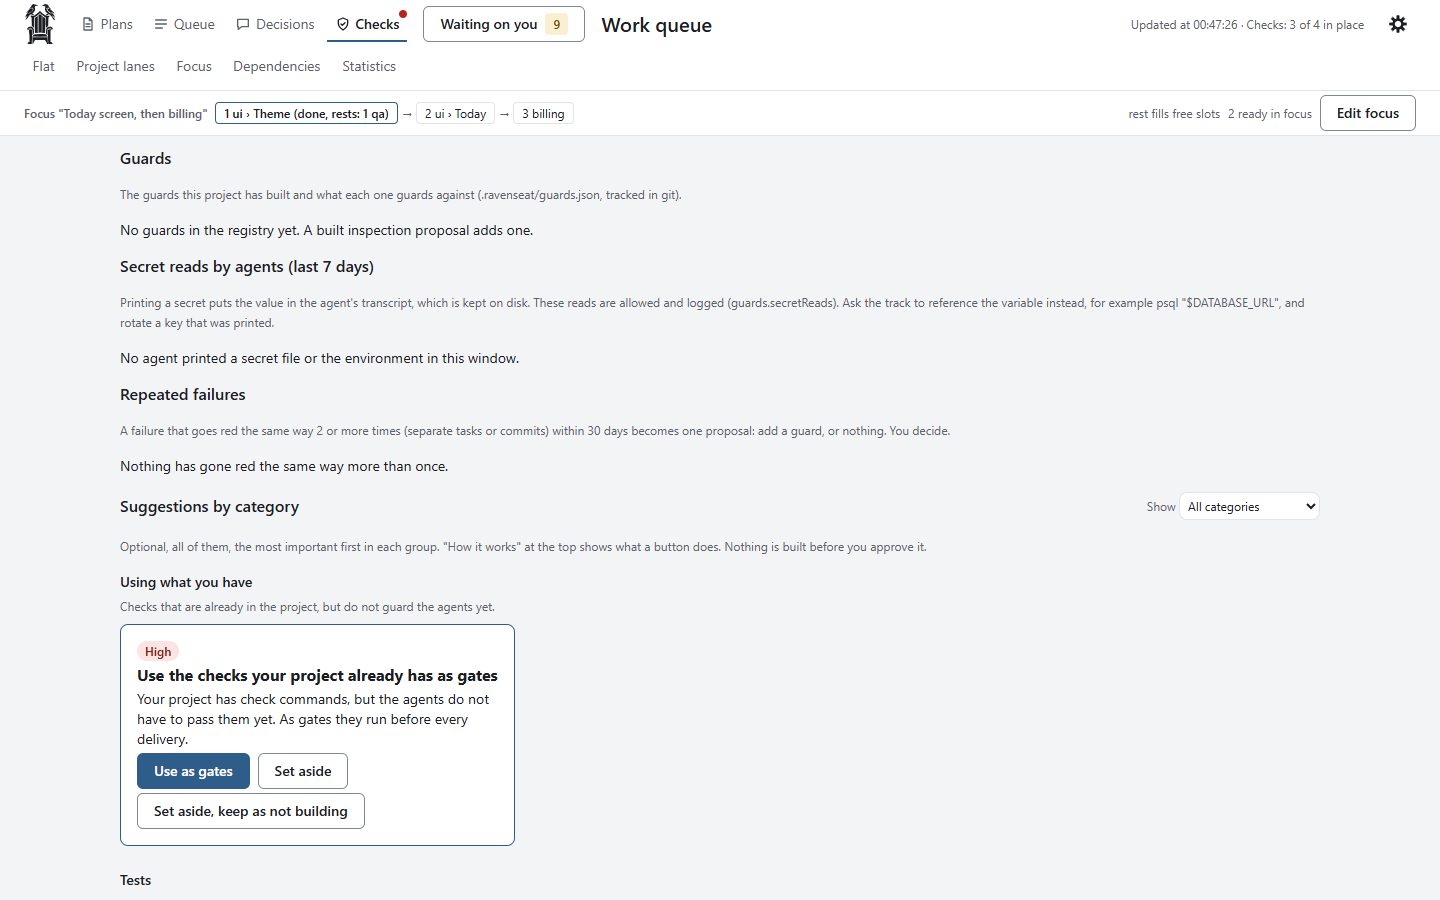 Plans
Queue
Decisions
Checks
Waiting on you 9
Work queue
Updated at 00:47:26 · Checks: 3 of 4 in place
Flat
Project lanes
Focus
Dependencies
Statistics
Focus "Today screen, then billing"
1 ui › Theme (done, rests: 1 qa) → 2 ui › Today → 3 billing
rest fills free slots
2 ready in focus
Edit focus
Guards
The guards this project has built and what each one guards against (.ravenseat/guards.json, tracked in git).
No guards in the registry yet. A built inspection proposal adds one.
Secret reads by agents (last 7 days)
Printing a secret puts the value in the agent's transcript, which is kept on disk. These reads are allowed and logged (guards.secretReads). Ask the track to reference the variable instead, for example psql "$DATABASE_URL", and
rotate a key that was printed.
No agent printed a secret file or the environment in this window.
Repeated failures
A failure that goes red the same way 2 or more times (separate tasks or commits) within 30 days becomes one proposal: add a guard, or nothing. You decide.
Nothing has gone red the same way more than once.
Suggestions by category
Show All categories
Optional, all of them, the most important first in each group. "How it works" at the top shows what a button does. Nothing is built before you approve it.
Using what you have
Checks that are already in the project, but do not guard the agents yet.
High
Use the checks your project already has as gates
Your project has check commands, but the agents do not
have to pass them yet. As gates they run before every
delivery.
Use as gates
Set aside
Set aside, keep as not building
Tests